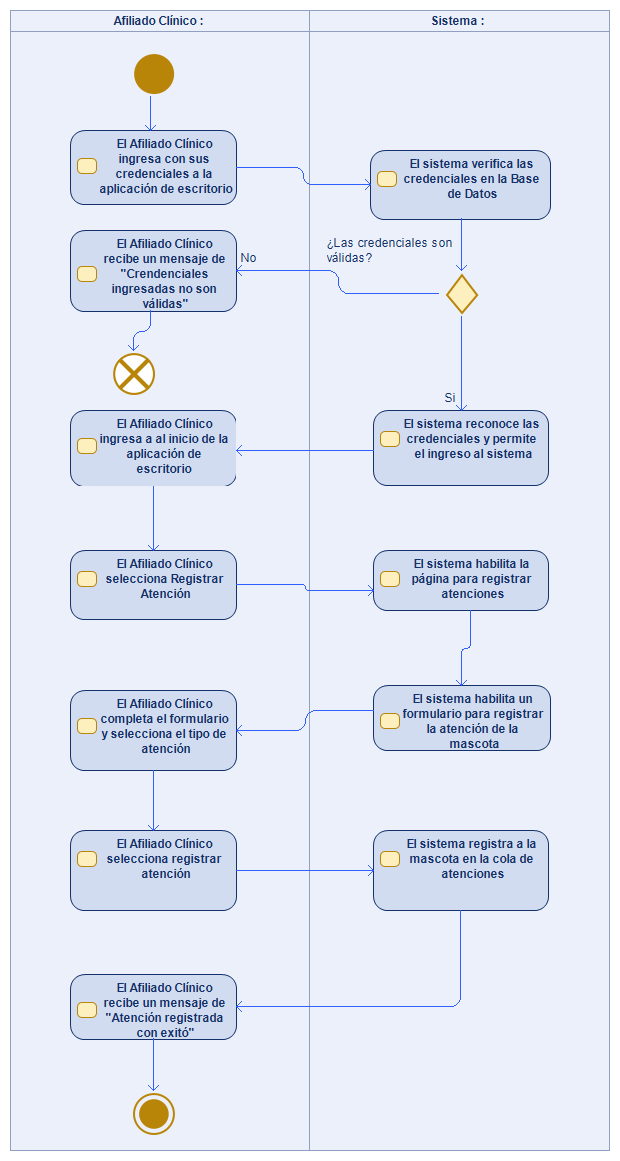 Afiliado Clínico :
Sistema :
El Afiliado Clínico
ingresa con sus
credenciales a la
aplicación de escritorio
El sistema verifica las
credenciales en la Base
de Datos
¿Las credenciales son
válidas?
No
El Afiliado Clínico
recibe un mensaje de
"Crendenciales
ingresadas no son
válidas"
Si
El Afiliado Clínico
ingresa a al inicio de la
aplicación de
escritorio
El sistema reconoce las
credenciales y permite
el ingreso al sistema
El Afiliado Clínico
selecciona Registrar
Atención
El sistema habilita la
página para registrar
atenciones
El Afiliado Clínico
completa el formulario
y selecciona el tipo de
atención
El sistema habilita un
formulario para registrar
la atención de la
mascota
El Afiliado Clínico
selecciona registrar
atención
El sistema registra a la
mascota en la cola de
atenciones
El Afiliado Clínico
recibe un mensaje de
"Atención registrada
con exitó"